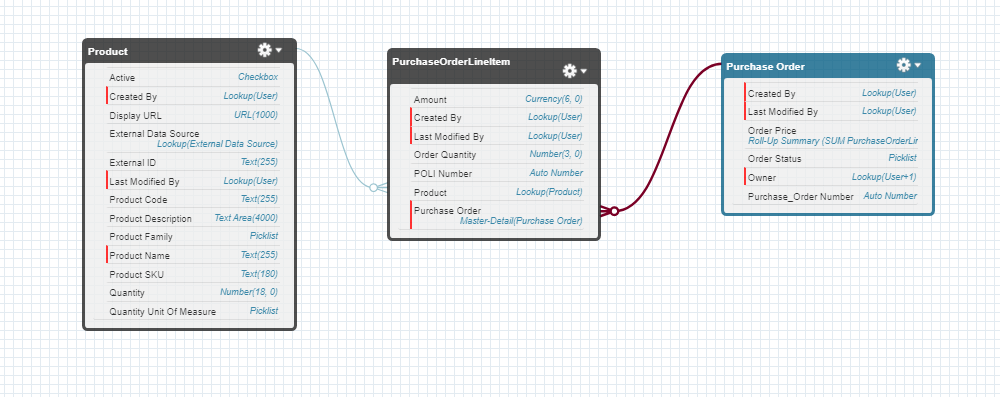 Product
Active Checkbox
Created By Lookup(User)
Display URL URL(1000)
External Data Source
Lookup(External Data Source)
External ID Text(255)
Last Modified By Lookup(User)
Product Code Text(255)
Product Description Text Area(4000)
Product Family Picklist
Product Name Text(255)
Product SKU Text(180)
Quantity Number(18, 0)
Quantity Unit Of Measure Picklist
PurchaseOrderLineItem
Amount Currency(6, 0)
Created By Lookup(User)
Last Modified By Lookup(User)
Order Quantity Number(3, 0)
POLI Number Auto Number
Product Lookup(Product)
Purchase Order
Master-Detail(Purchase Order)
Purchase Order
Created By Lookup(User)
Last Modified By Lookup(User)
Order Price
Roll-Up Summary (SUM PurchaseOrderLir
Order Status Picklist
Owner Lookup(User+1)
Purchase_Order Number Auto Number